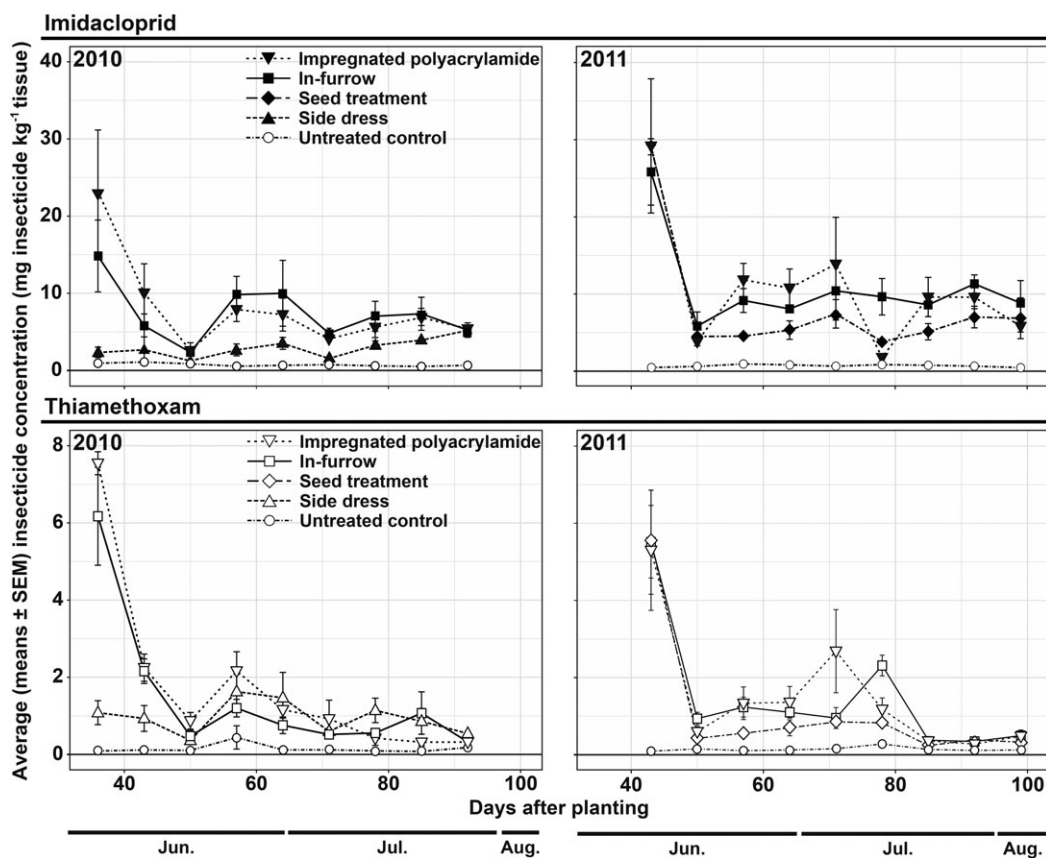 Imidacloprid
2010
Impregnated polyacrylamide
In-furrow
Seed treatment
Side dress
Untreated control
2011
40
30
20
10
0
Thiamethoxam
2010
Impregnated polyacrylamide
In-furrow
Seed treatment
Side dress
Untreated control
2011
8
6
4
2
0
Average (means ± SEM) insecticide concentration (mg insecticide kg⁻¹ tissue)
40 60 80 100 40 60 80 100
Days after planting
Jun. Jul. Aug. Jun. Jul. Aug.